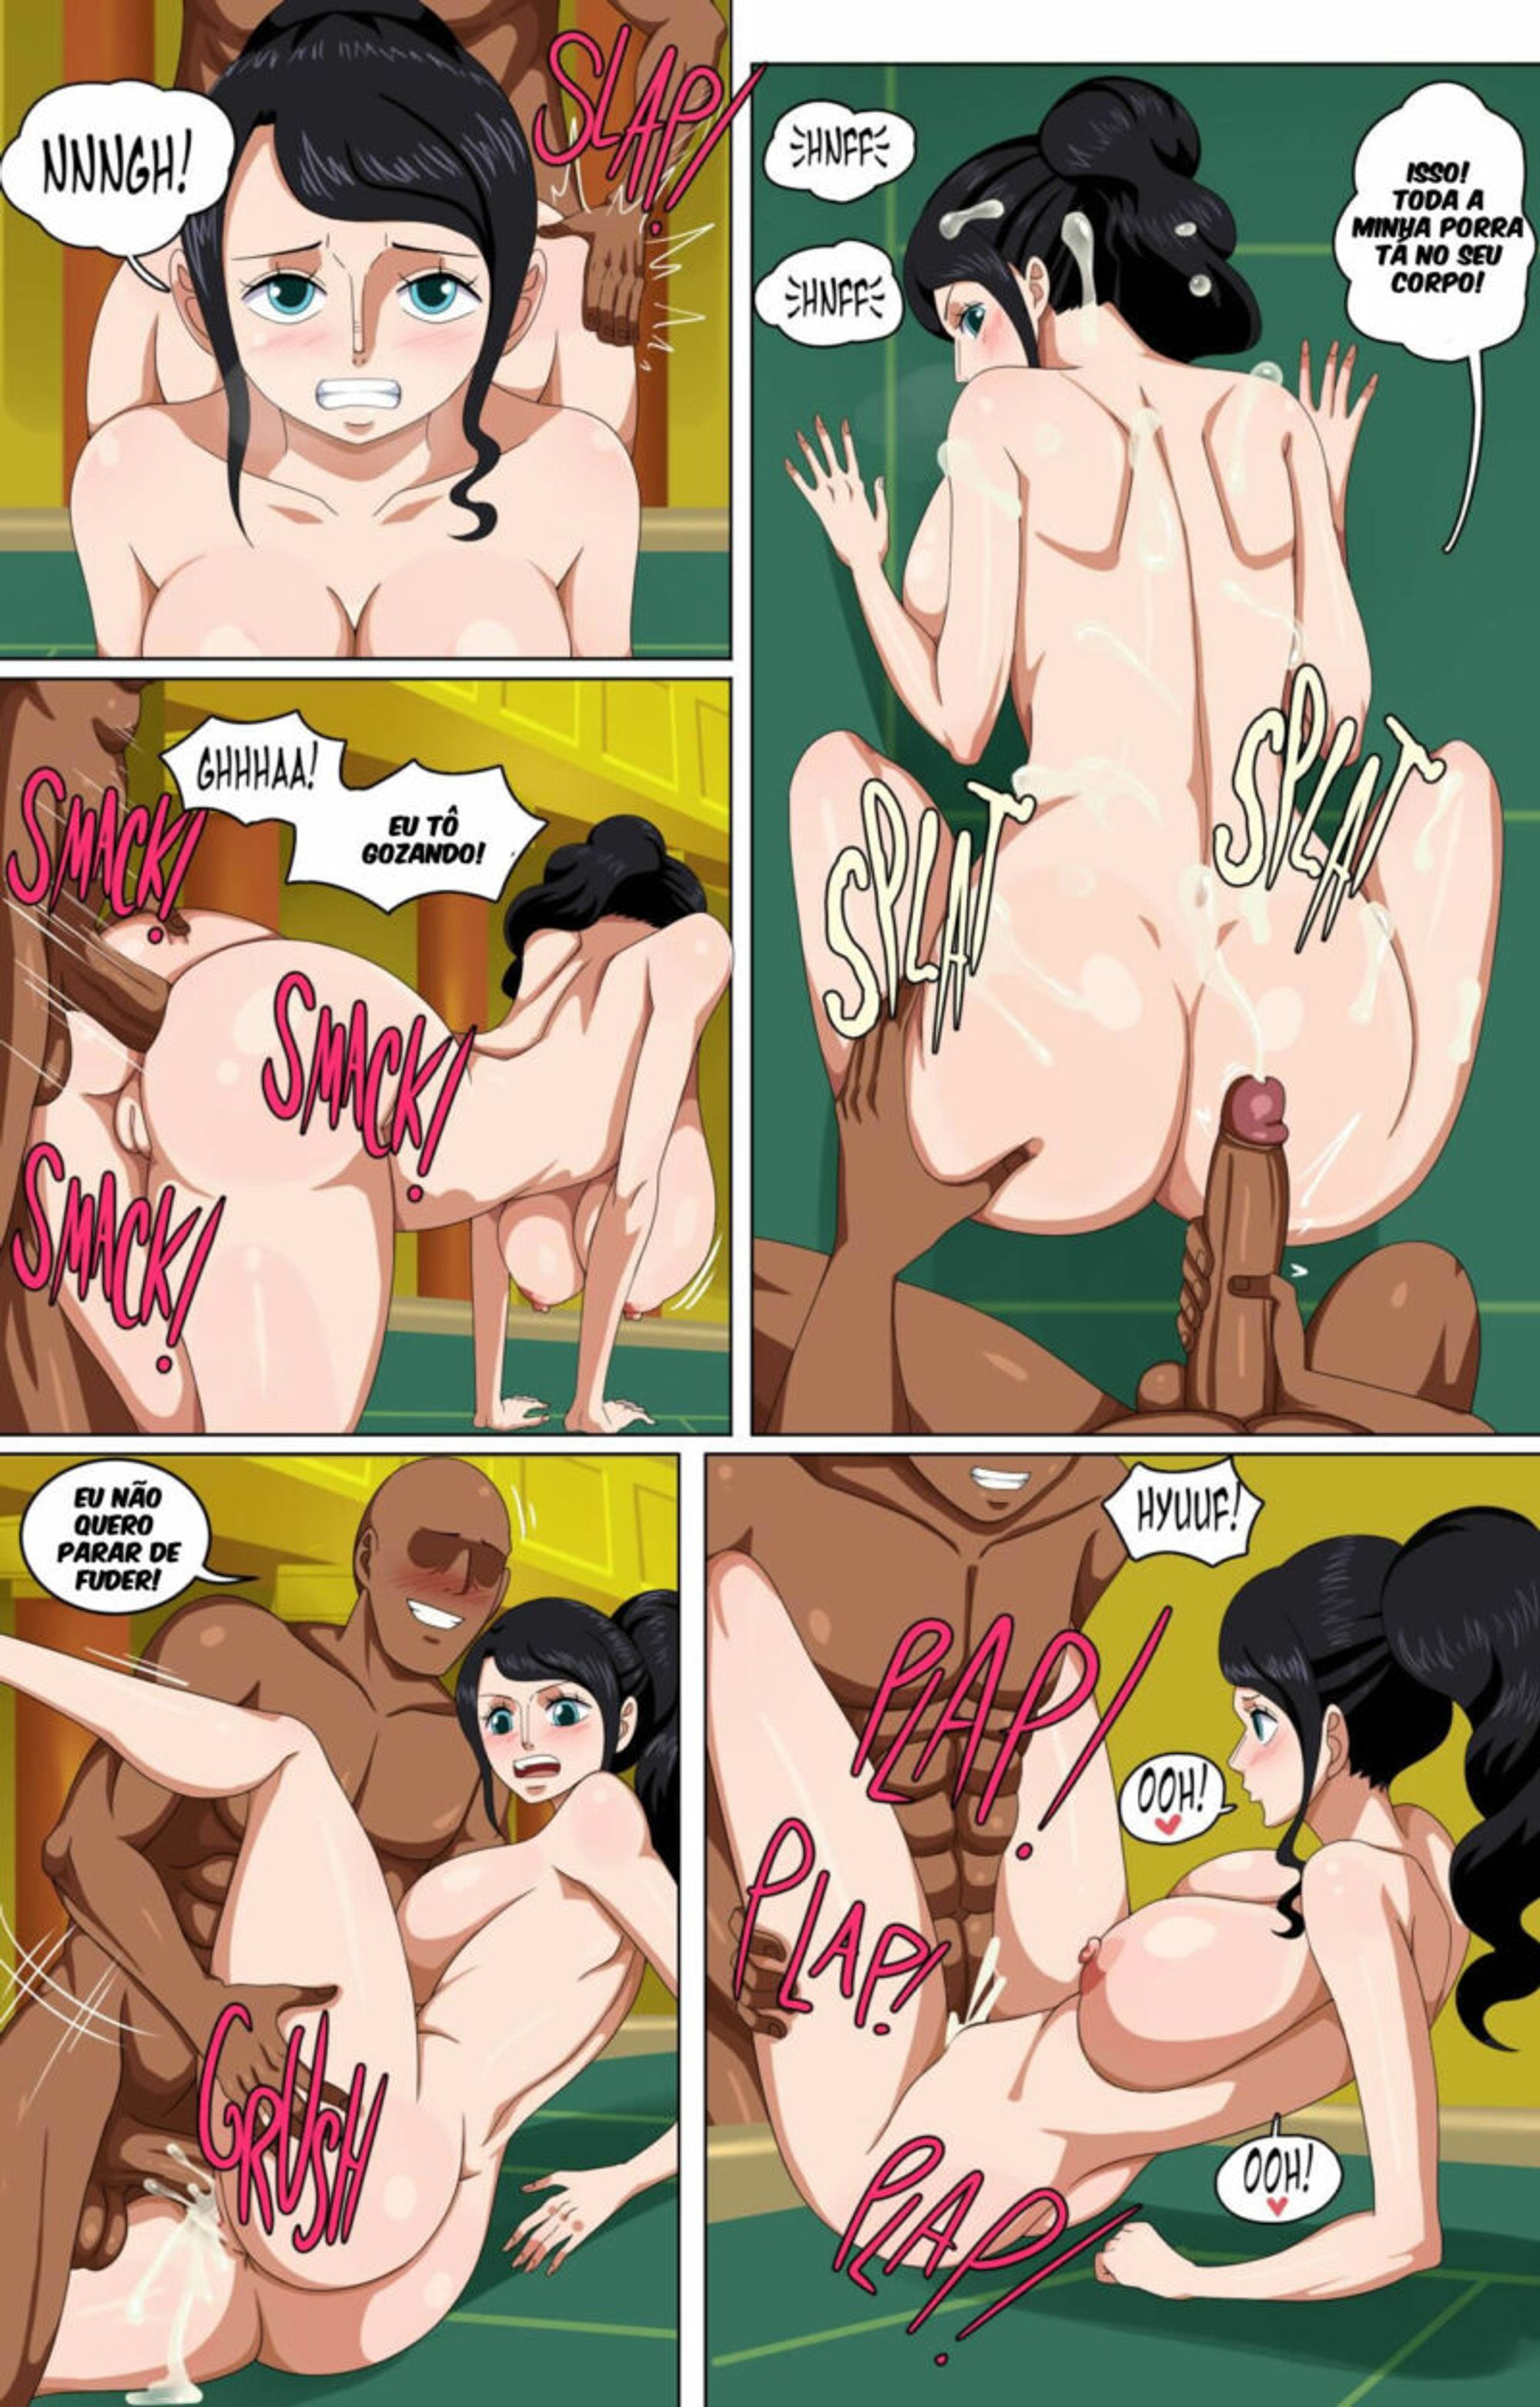 NNNGH!
SLAP!
HNFF
HNFF
ISSO!
TODA A
MINHA PORRA
TÁ NO SEU
CORPO!
SPLAT
SPLAT
GHHHAA!
EU TÔ
GOZANDO!
SMACK!
SMACK!
SMACK!
EU NÃO
QUERO
PARAR DE
FUDER!
GRUSH
HYUUF!
PLAP!
OOH!
PLAP!
OOH!
PLAP!